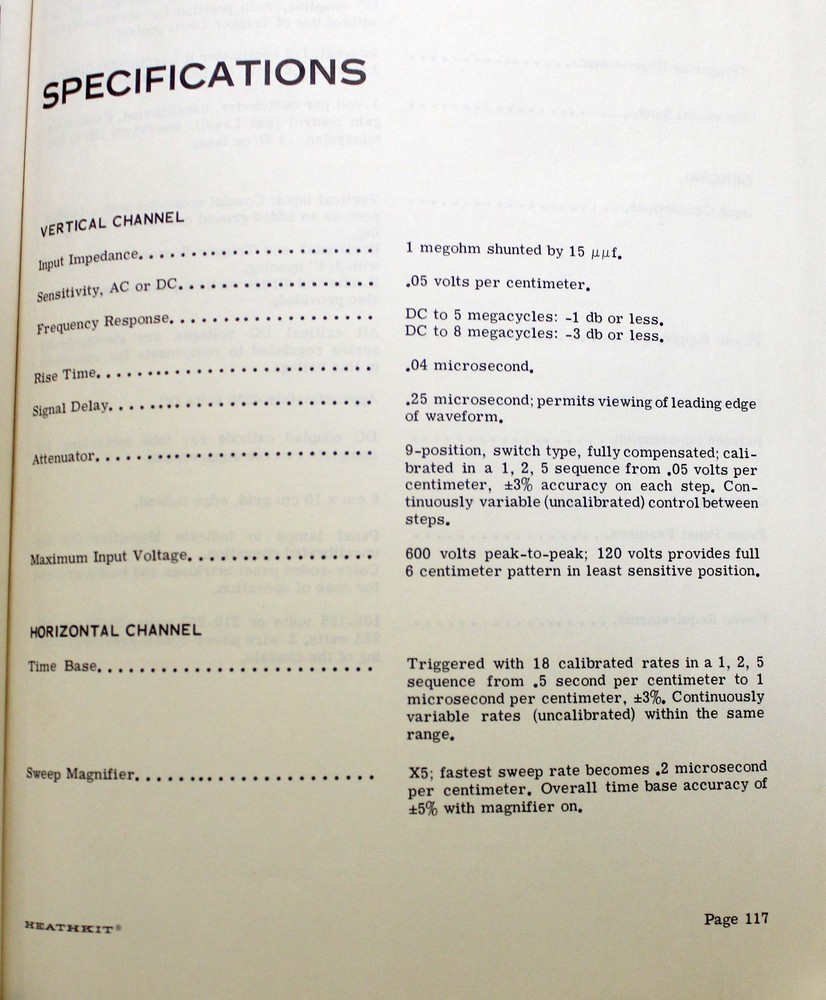 SPECIFICATIONS
VERTICAL CHANNEL
Input Impedance. . . . . . . . . . . . . . . . . . . . . . . 1 megohm shunted by 15 μμf.
Sensitivity, AC or DC. . . . . . . . . . . . . . . . . . . .05 volts per centimeter.
Frequency Response. . . . . . . . . . . . . . . . . . . . DC to 5 megacycles: -1 db or less.
DC to 8 megacycles: -3 db or less.
Rise Time. . . . . . . . . . . . . . . . . . . . . . . . . . .04 microsecond.
Signal Delay. . . . . . . . . . . . . . . . . . . . . . . . . .25 microsecond; permits viewing of leading edge
of waveform.
Attenuator. . . . . . . . . . . . . . . . . . . . . . . . . . 9-position, switch type, fully compensated; cali-
brated in a 1, 2, 5 sequence from .05 volts per
centimeter, ±3% accuracy on each step. Con-
tinuously variable (uncalibrated) control between
steps.
Maximum Input Voltage. . . . . . . . . . . . . . . . . . 600 volts peak-to-peak; 120 volts provides full
6 centimeter pattern in least sensitive position.
HORIZONTAL CHANNEL
Time Base. . . . . . . . . . . . . . . . . . . . . . . . . . Triggered with 18 calibrated rates in a 1, 2, 5
sequence from .5 second per centimeter to 1
microsecond per centimeter, ±3%. Continuously
variable rates (uncalibrated) within the same
range.
Sweep Magnifier. . . . . . . . . . . . . . . . . . . . . . . X5; fastest sweep rate becomes .2 microsecond
per centimeter. Overall time base accuracy of
±5% with magnifier on.
HEATHKIT®
Page 117